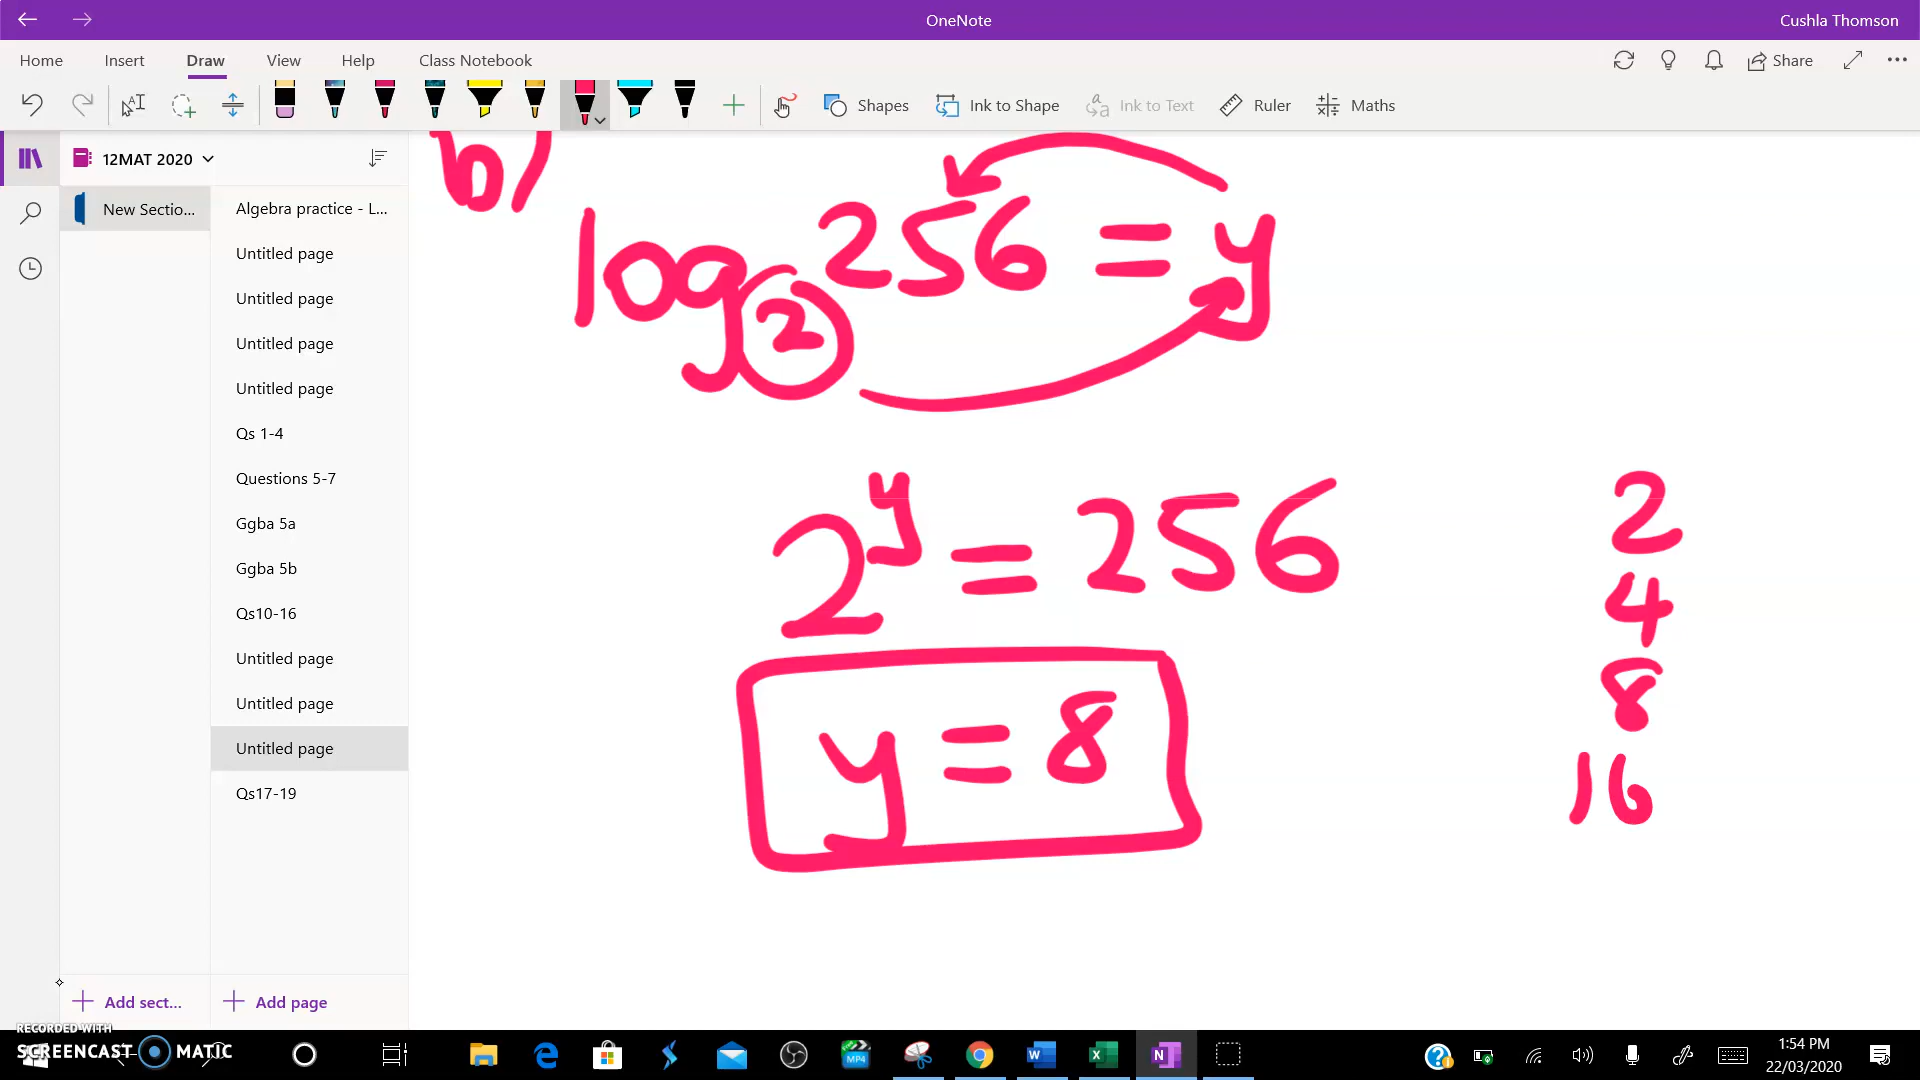 OneNote
Cushla Thomson
Home Insert Draw View Help Class Notebook
Share
Shapes Ink to Shape Ink to Text Ruler Maths
12MAT 2020
New Sectio...
Algebra practice - L...
Untitled page
Untitled page
Untitled page
Untitled page
Qs 1-4
Questions 5-7
Ggba 5a
Ggba 5b
Qs10-16
Untitled page
Untitled page
Untitled page
Qs17-19
Add sect...
Add page
b)
log₂ 256 = y
2^y = 256
y = 8
2
4
8
16
RECORDED WITH
SCREENCAST MATIC
MP4
1:54 PM
22/03/2020